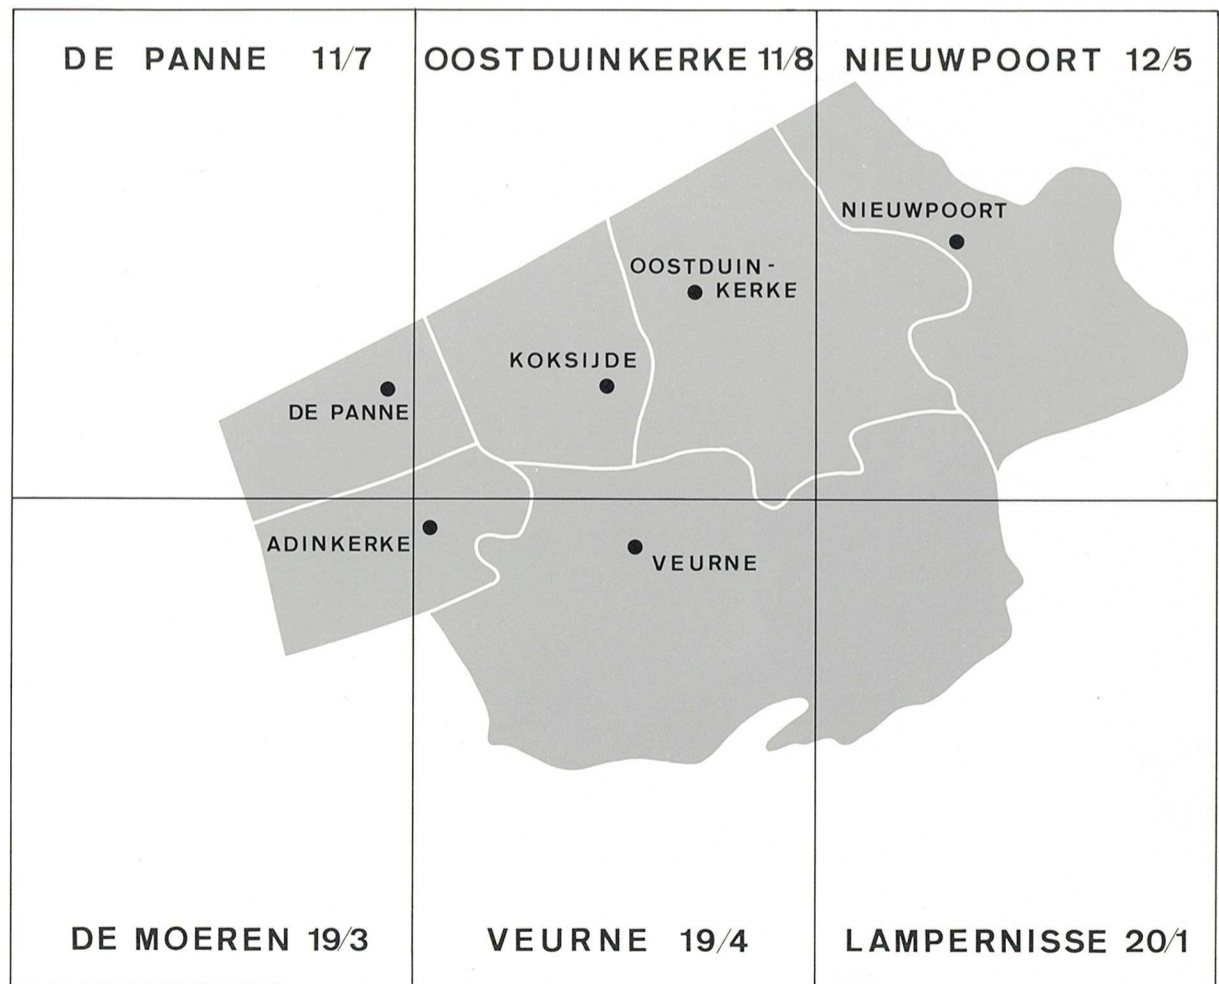 DE PANNE 11/7
OOSTDUINKERKE 11/8
NIEUWPOORT 12/5
NIEUWPOORT
OOSTDUIN-
KERKE
KOKSIJDE
DE PANNE
ADINKERKE
VEURNE
DE MOEREN 19/3
VEURNE 19/4
LAMPERNISSE 20/1